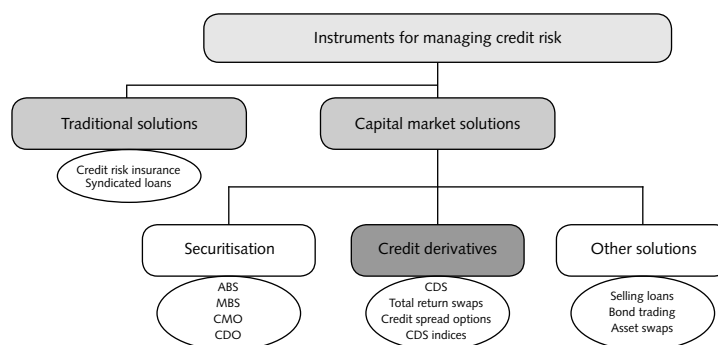 Instruments for managing credit risk
Traditional solutions
Capital market solutions
Credit risk insurance
Syndicated loans
Securitisation
Credit derivatives
Other solutions
ABS
MBS
CMO
CDO
CDS
Total return swaps
Credit spread options
CDS indices
Selling loans
Bond trading
Asset swaps